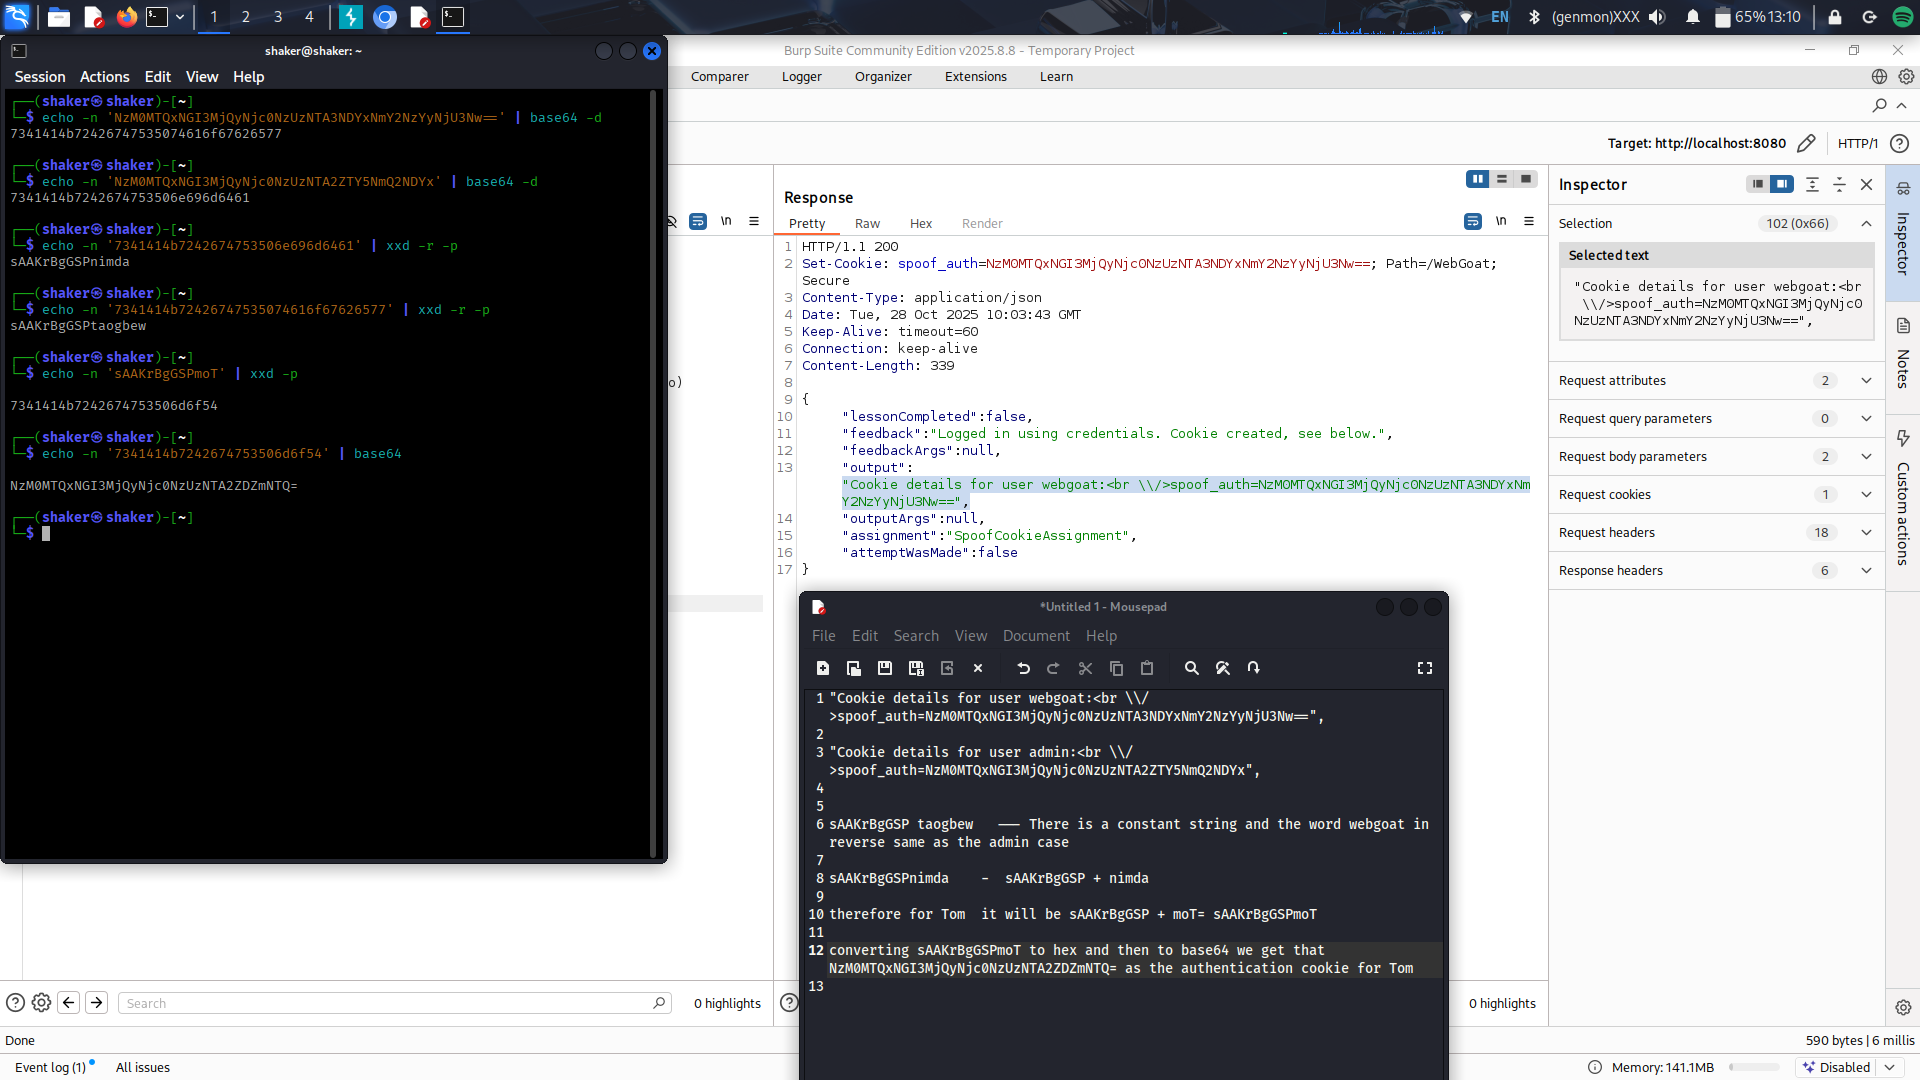 1 2 3 4 EN (genmon)XXX 65% 13:10
shaker@shaker: ~
Session Actions Edit View Help
┌──(shaker㉿shaker)-[~]
└─$ echo -n 'NzM0MTQxNGI3MjQyNjc0NzUzNTA3NDYxNmY2NzYyNjU3Nw==' | base64 -d
7341414b72426747535074616f67626577
┌──(shaker㉿shaker)-[~]
└─$ echo -n 'NzM0MTQxNGI3MjQyNjc0NzUzNTA2ZTY5NmQ2NDYx' | base64 -d
7341414b7242674753506e696d6461
┌──(shaker㉿shaker)-[~]
└─$ echo -n '7341414b7242674753506e696d6461' | xxd -r -p
sAAKrBgGSPnimda
┌──(shaker㉿shaker)-[~]
└─$ echo -n '7341414b72426747535074616f67626577' | xxd -r -p
sAAKrBgGSPtaogbew
┌──(shaker㉿shaker)-[~]
└─$ echo -n 'sAAKrBgGSPmoT' | xxd -p
7341414b7242674753506d6f54
┌──(shaker㉿shaker)-[~]
└─$ echo -n '7341414b7242674753506d6f54' | base64
NzM0MTQxNGI3MjQyNjc0NzUzNTA2ZDZmNTQ=
┌──(shaker㉿shaker)-[~]
└─$
Burp Suite Community Edition v2025.8.8 - Temporary Project
Comparer Logger Organizer Extensions Learn
Target: http://localhost:8080 HTTP/1
\n
o)
Response
Pretty Raw Hex Render
\n
1 HTTP/1.1 200
2 Set-Cookie: spoof_auth=NzM0MTQxNGI3MjQyNjc0NzUzNTA3NDYxNmY2NzYyNjU3Nw==; Path=/WebGoat;
Secure
3 Content-Type: application/json
4 Date: Tue, 28 Oct 2025 10:03:43 GMT
5 Keep-Alive: timeout=60
6 Connection: keep-alive
7 Content-Length: 339
8
9 {
10 "lessonCompleted":false,
11 "feedback":"Logged in using credentials. Cookie created, see below.",
12 "feedbackArgs":null,
13 "output":
"Cookie details for user webgoat:<br \\/>spoof_auth=NzM0MTQxNGI3MjQyNjc0NzUzNTA3NDYxNm
Y2NzYyNjU3Nw==",
14 "outputArgs":null,
15 "assignment":"SpoofCookieAssignment",
16 "attemptWasMade":false
17 }
Inspector
Selection 102 (0x66)
Selected text
"Cookie details for user webgoat:<br
\\/>spoof_auth=NzM0MTQxNGI3MjQyNjc0
NzUzNTA3NDYxNmY2NzYyNjU3Nw==",
Request attributes 2
Request query parameters 0
Request body parameters 2
Request cookies 1
Request headers 18
Response headers 6
Inspector
Notes
Custom actions
*Untitled 1 - Mousepad
File Edit Search View Document Help
1 "Cookie details for user webgoat:<br \\/
>spoof_auth=NzM0MTQxNGI3MjQyNjc0NzUzNTA3NDYxNmY2NzYyNjU3Nw==",
2
3 "Cookie details for user admin:<br \\/
>spoof_auth=NzM0MTQxNGI3MjQyNjc0NzUzNTA2ZTY5NmQ2NDYx",
4
5
6 sAAKrBgGSP taogbew --- There is a constant string and the word webgoat in
reverse same as the admin case
7
8 sAAKrBgGSPnimda - sAAKrBgGSP + nimda
9
10 therefore for Tom it will be sAAKrBgGSP + moT= sAAKrBgGSPmoT
11
12 converting sAAKrBgGSPmoT to hex and then to base64 we get that
NzM0MTQxNGI3MjQyNjc0NzUzNTA2ZDZmNTQ= as the authentication cookie for Tom
13
Search 0 highlights
0 highlights
Done 590 bytes | 6 millis
Event log (1) All issues Memory: 141.1MB Disabled